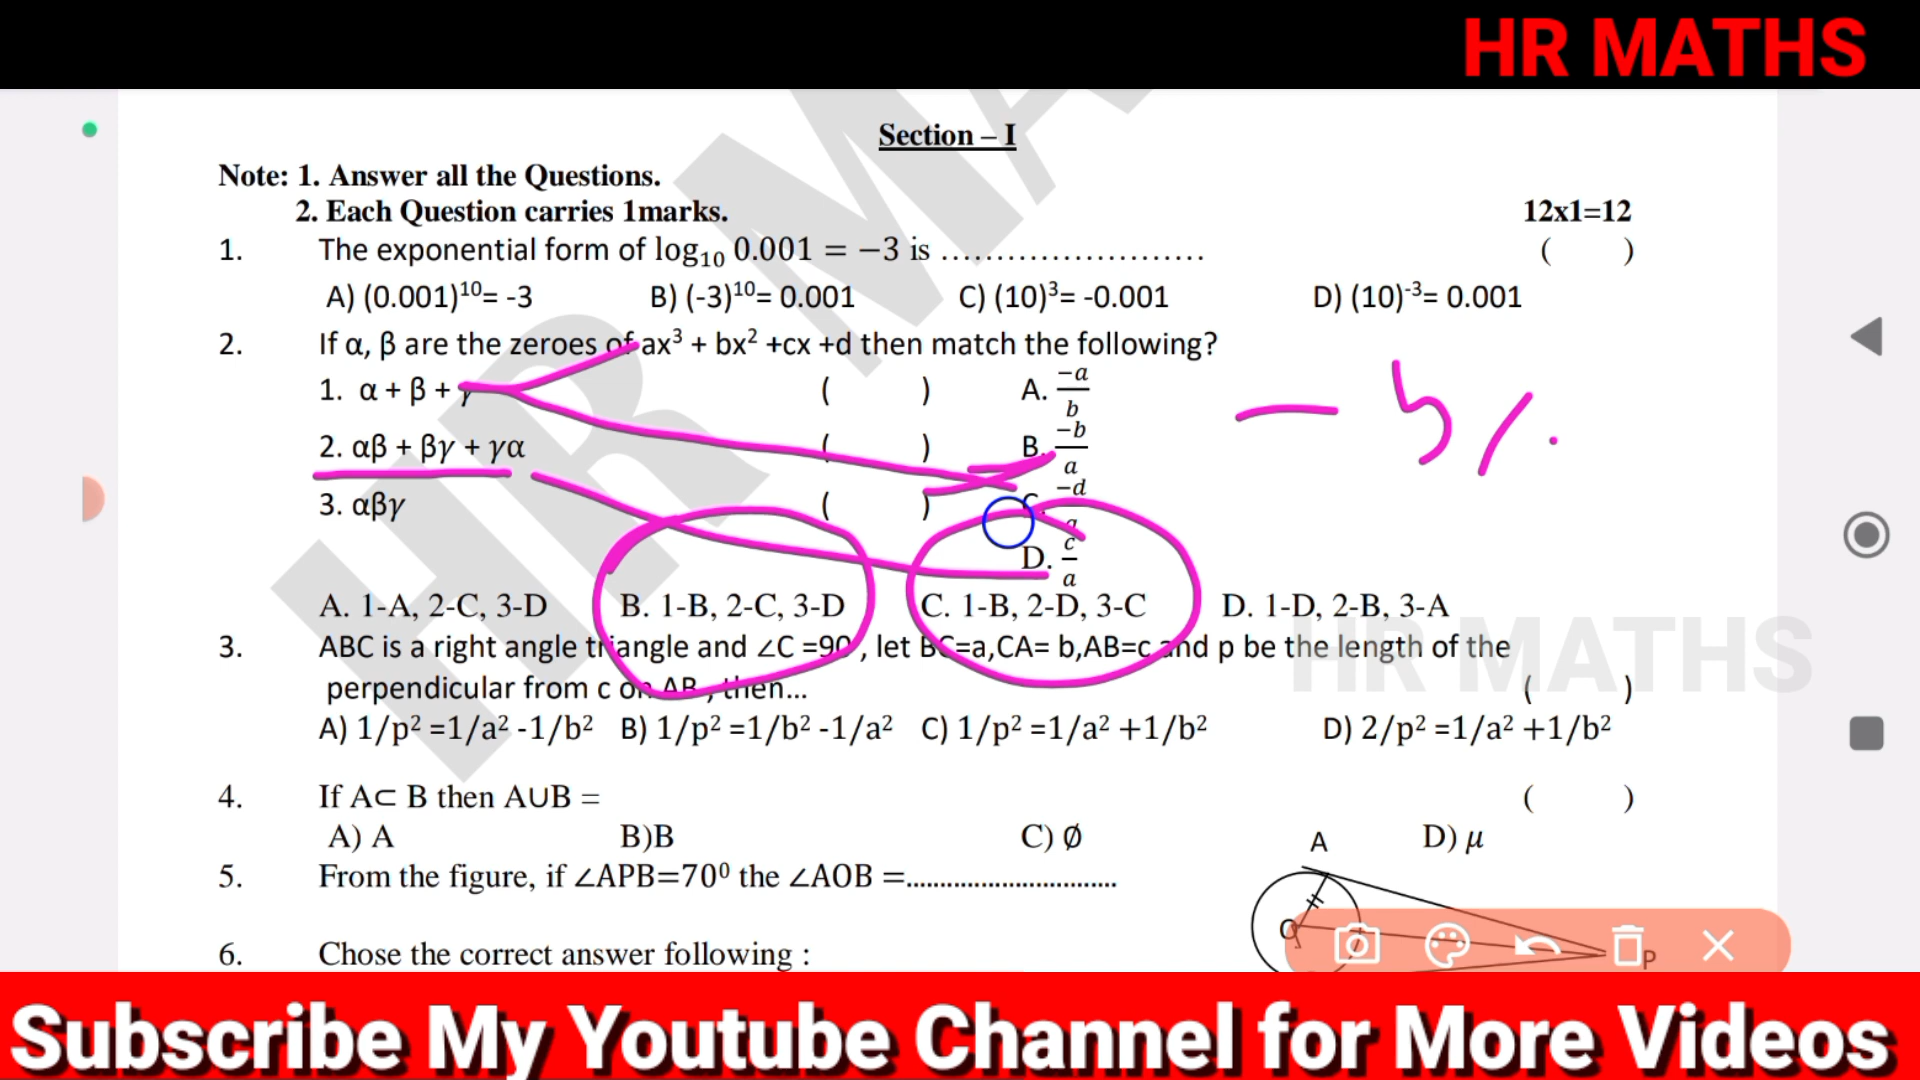 HR MATHS
Section – I
Note: 1. Answer all the Questions.
2. Each Question carries 1marks. 12x1=12
1. The exponential form of log₁₀ 0.001 = −3 is ........................ ( )
A) (0.001)¹⁰= -3 B) (-3)¹⁰= 0.001 C) (10)³= -0.001 D) (10)⁻³= 0.001
2. If α, β are the zeroes of ax³ + bx² +cx +d then match the following?
1. α + β + γ ( ) A. −a/b
2. αβ + βγ + γα ( ) B. −b/a
3. αβγ ( ) C. −d/a
D. c/a
A. 1-A, 2-C, 3-D B. 1-B, 2-C, 3-D C. 1-B, 2-D, 3-C D. 1-D, 2-B, 3-A
3. ABC is a right angle triangle and ∠C =90, let BC=a,CA= b,AB=c and p be the length of the
perpendicular from c on AB , then... ( )
A) 1/p² =1/a² -1/b² B) 1/p² =1/b² -1/a² C) 1/p² =1/a² +1/b² D) 2/p² =1/a² +1/b²
4. If A⊂ B then A∪B = ( )
A) A B)B C) ∅ D) μ
5. From the figure, if ∠APB=70⁰ the ∠AOB =..............................
A
O
P
6. Chose the correct answer following :
HR MATHS
HR MA
Subscribe My Youtube Channel for More Videos